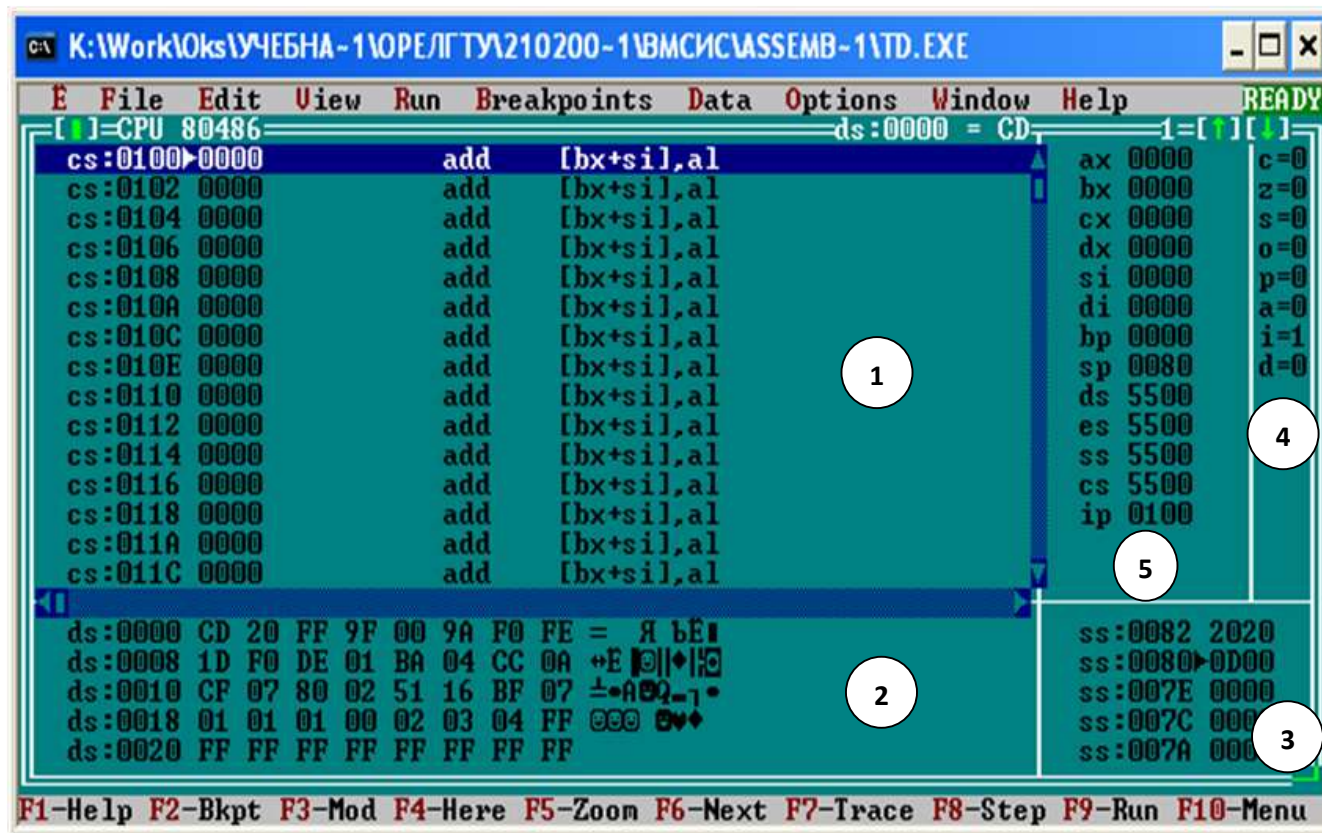 K:\Work\Oks\УЧЕБНА~1\ОРЕЛГТУ\210200~1\ВМСИС\ASSEMB~1\TD.EXE
Ё File Edit View Run Breakpoints Data Options Window Help READY
[▮]=CPU 80486 ds:0000 = CD 1=[↑][↓]
cs:0100►0000 add [bx+si],al ax 0000 c=0
cs:0102 0000 add [bx+si],al bx 0000 z=0
cs:0104 0000 add [bx+si],al cx 0000 s=0
cs:0106 0000 add [bx+si],al dx 0000 o=0
cs:0108 0000 add [bx+si],al si 0000 p=0
cs:010A 0000 add [bx+si],al di 0000 a=0
cs:010C 0000 add [bx+si],al bp 0000 i=1
cs:010E 0000 add [bx+si],al 1 sp 0080 d=0
cs:0110 0000 add [bx+si],al ds 5500
cs:0112 0000 add [bx+si],al es 5500 4
cs:0114 0000 add [bx+si],al ss 5500
cs:0116 0000 add [bx+si],al cs 5500
cs:0118 0000 add [bx+si],al ip 0100
cs:011A 0000 add [bx+si],al 5
cs:011C 0000 add [bx+si],al
ds:0000 CD 20 FF 9F 00 9A F0 FE = Я ЪЁ■ ss:0082 2020
ds:0008 1D F0 DE 01 BA 04 CC 0A ss:0080►0D00
ds:0010 CF 07 80 02 51 16 BF 07 2 ss:007E 0000
ds:0018 01 01 01 00 02 03 04 FF ☺☺☺ ☻♥♦ ss:007C 000 3
ds:0020 FF FF FF FF FF FF FF FF ss:007A 000
F1-Help F2-Bkpt F3-Mod F4-Here F5-Zoom F6-Next F7-Trace F8-Step F9-Run F10-Menu